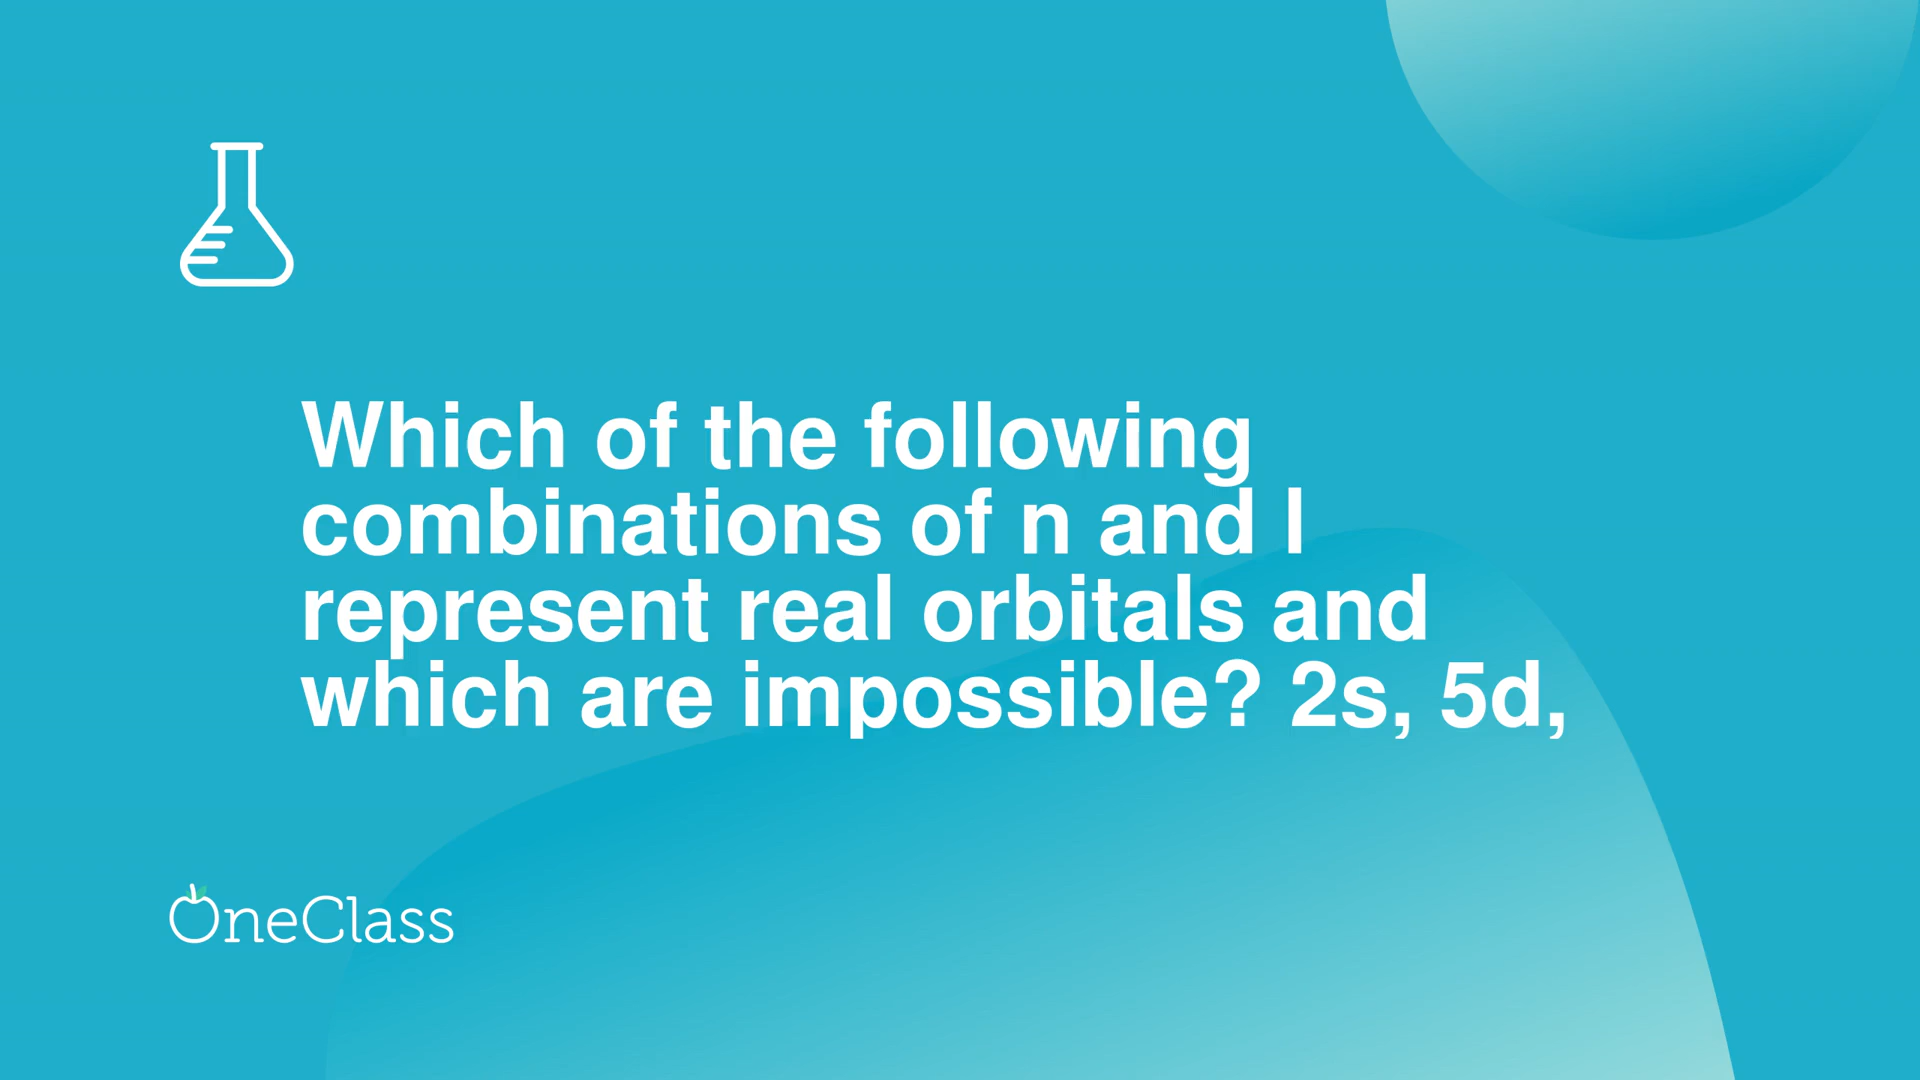 Which of the following
combinations of n and l
represent real orbitals and
which are impossible? 2s, 5d,
OneClass